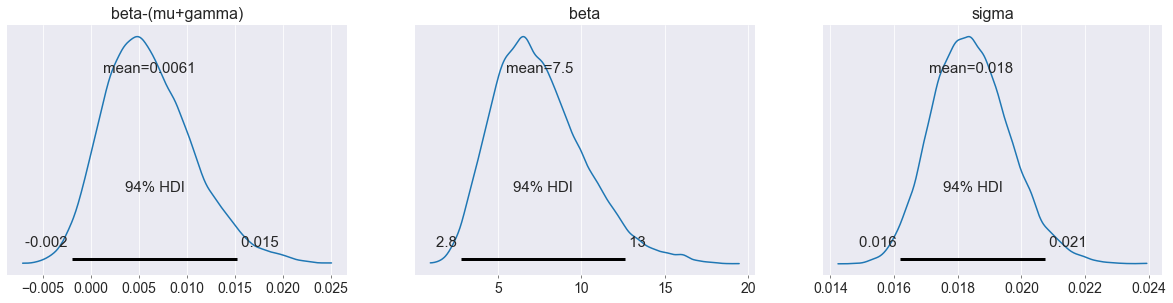 beta-(mu+gamma)
mean=0.0061
94% HDI
-0.002 0.015
-0.005 0.000 0.005 0.010 0.015 0.020 0.025
beta
mean=7.5
94% HDI
2.8 13
5 10 15 20
sigma
mean=0.018
94% HDI
0.016 0.021
0.014 0.016 0.018 0.020 0.022 0.024